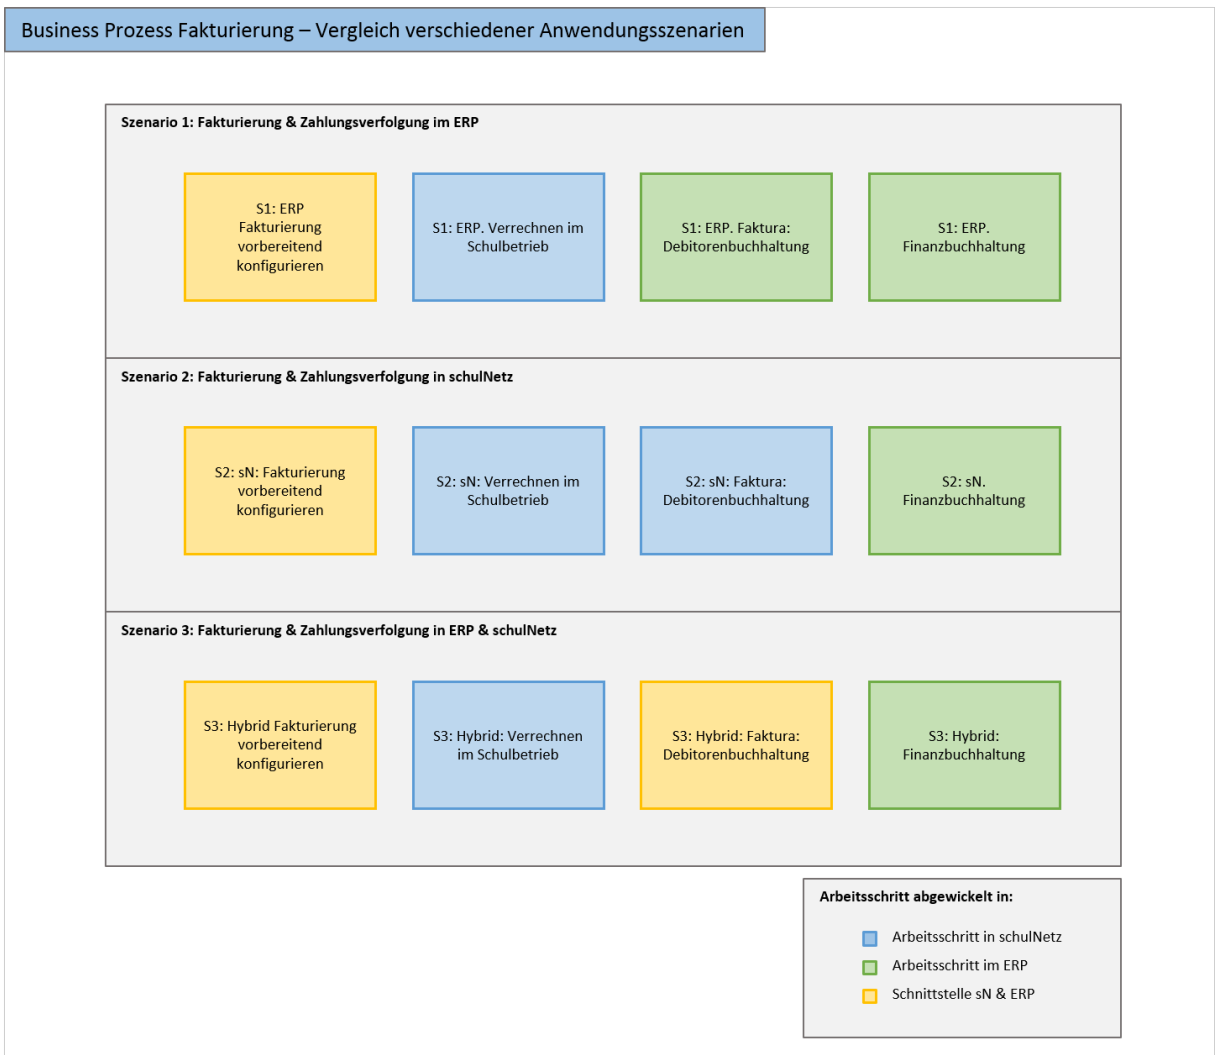 Business Prozess Fakturierung – Vergleich verschiedener Anwendungsszenarien
Szenario 1: Fakturierung & Zahlungsverfolgung im ERP
S1: ERP
Fakturierung
vorbereitend
konfigurieren
S1: ERP. Verrechnen im
Schulbetrieb
S1: ERP. Faktura:
Debitorenbuchhaltung
S1: ERP.
Finanzbuchhaltung
Szenario 2: Fakturierung & Zahlungsverfolgung in schulNetz
S2: sN: Fakturierung
vorbereitend
konfigurieren
S2: sN: Verrechnen im
Schulbetrieb
S2: sN: Faktura:
Debitorenbuchhaltung
S2: sN.
Finanzbuchhaltung
Szenario 3: Fakturierung & Zahlungsverfolgung in ERP & schulNetz
S3: Hybrid Fakturierung
vorbereitend
konfigurieren
S3: Hybrid: Verrechnen
im Schulbetrieb
S3: Hybrid: Faktura:
Debitorenbuchhaltung
S3: Hybrid:
Finanzbuchhaltung
Arbeitsschritt abgewickelt in:
Arbeitsschritt in schulNetz
Arbeitsschritt im ERP
Schnittstelle sN & ERP